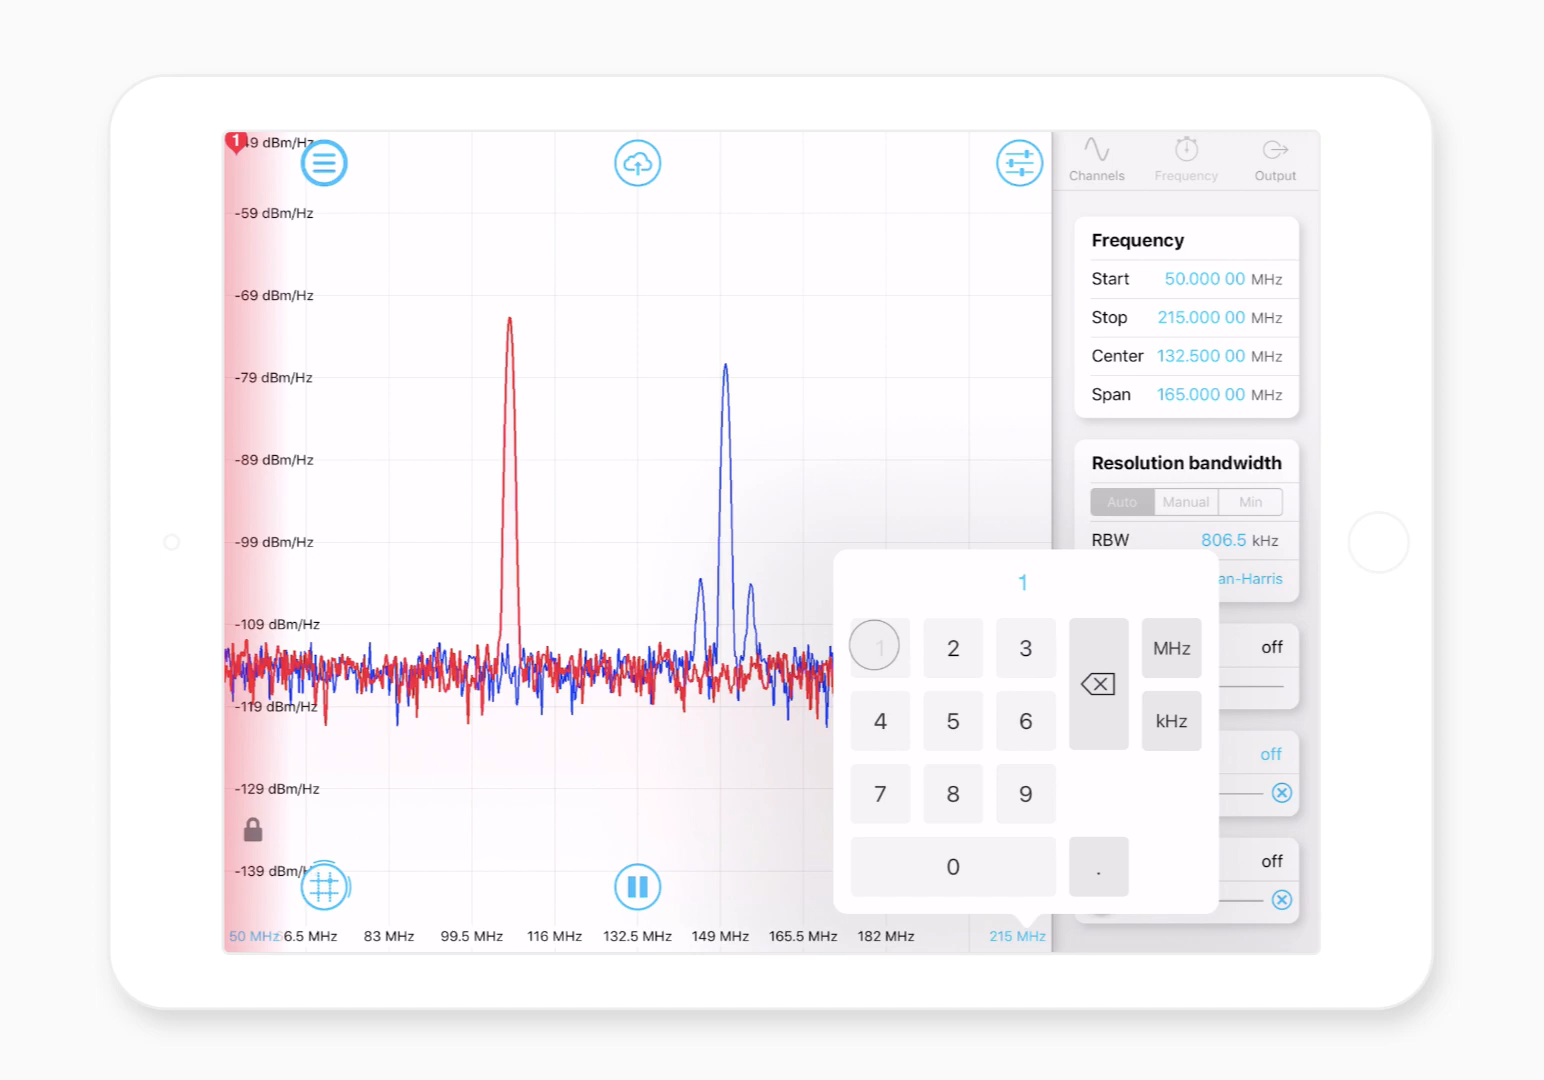 1
49 dBm/Hz
-59 dBm/Hz
-69 dBm/Hz
-79 dBm/Hz
-89 dBm/Hz
-99 dBm/Hz
-109 dBm/Hz
-119 dBm/Hz
-129 dBm/Hz
-139 dBm/H
50 MHz 6.5 MHz 83 MHz 99.5 MHz 116 MHz 132.5 MHz 149 MHz 165.5 MHz 182 MHz 215 MHz
Channels Frequency Output
Frequency
Start 50.000 00 MHz
Stop 215.000 00 MHz
Center 132.500 00 MHz
Span 165.000 00 MHz
Resolution bandwidth
Auto Manual Min
RBW 806.5 kHz
an-Harris
off
off
off
1
1 2 3 MHz
4 5 6 kHz
7 8 9
0 .